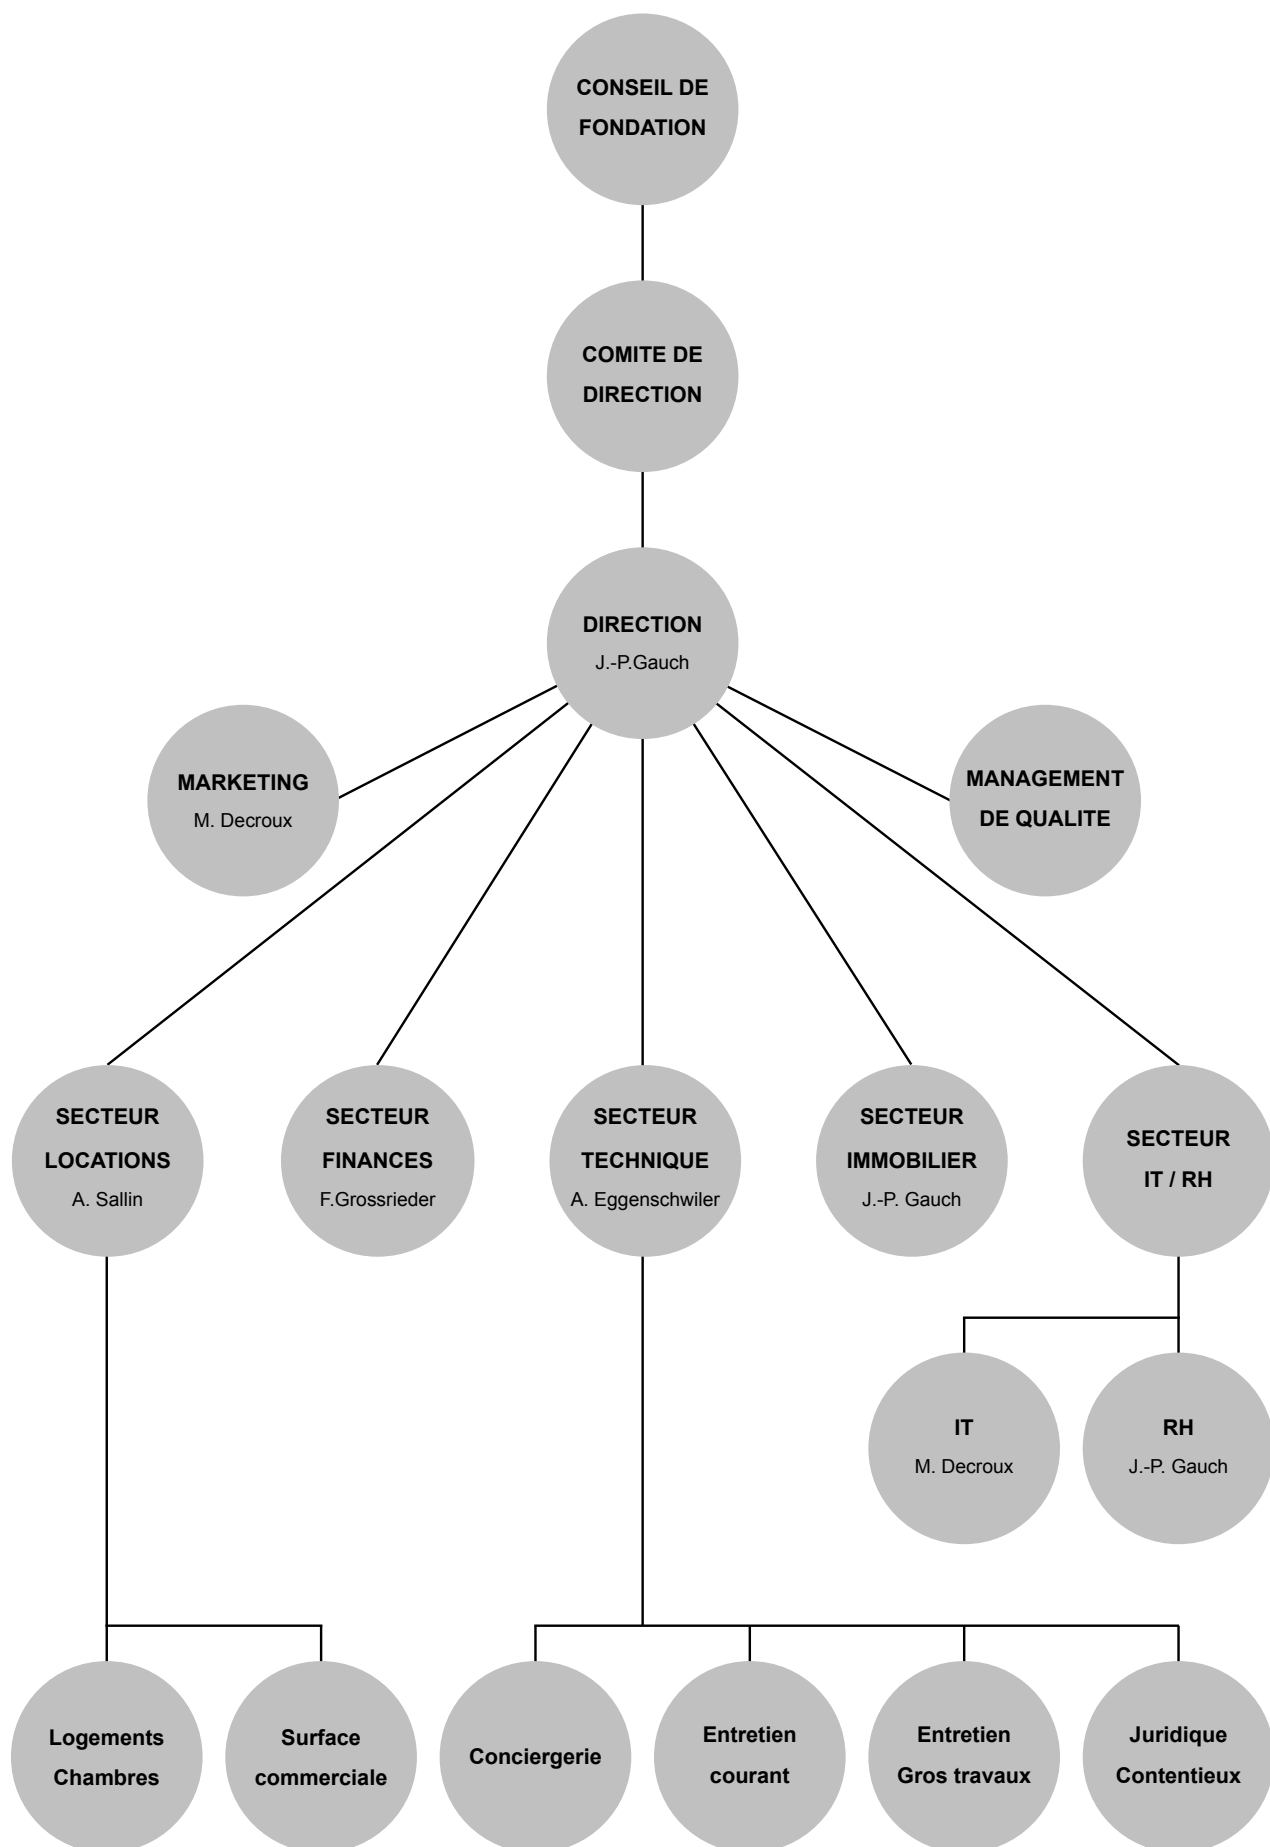 CONSEIL DE
FONDATION
COMITE DE
DIRECTION
DIRECTION
J.-P.Gauch
MARKETING
M. Decroux
MANAGEMENT
DE QUALITE
SECTEUR
LOCATIONS
A. Sallin
SECTEUR
FINANCES
F.Grossrieder
SECTEUR
TECHNIQUE
A. Eggenschwiler
SECTEUR
IMMOBILIER
J.-P. Gauch
SECTEUR
IT / RH
IT
M. Decroux
RH
J.-P. Gauch
Logements
Chambres
Surface
commerciale
Conciergerie
Entretien
courant
Entretien
Gros travaux
Juridique
Contentieux